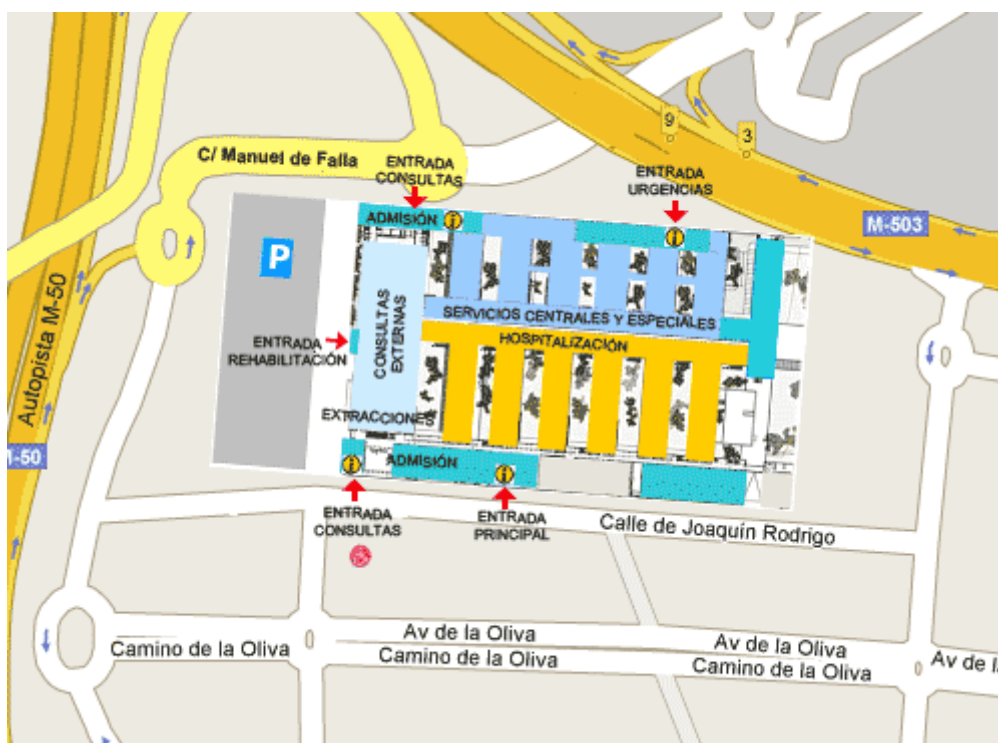 9
3
C/ Manuel de Falla
ENTRADA
CONSULTAS
ENTRADA
URGENCIAS
ADMISIÓN
i
i
M-503
P
SERVICIOS CENTRALES Y ESPECIALES
CONSULTAS
EXTERNAS
HOSPITALIZACIÓN
ENTRADA
REHABILITACIÓN
Autopista M-50
EXTRACCIONES
M-50
ADMISIÓN
i
i
ENTRADA
CONSULTAS
ENTRADA
PRINCIPAL
Calle de Joaquín Rodrigo
Camino de la Oliva
Av de la Oliva
Camino de la Oliva
Av de la Oliva
Camino de la Oliva
Av de l